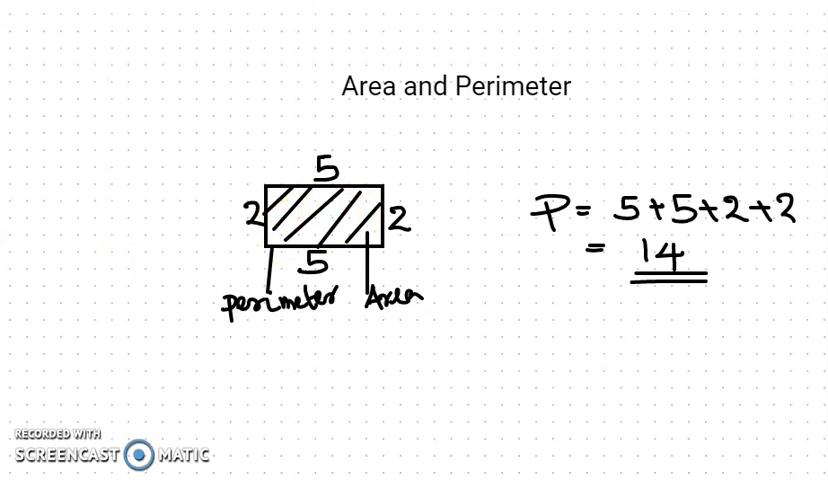 Area and Perimeter
5
2
2
5
perimeter
Area
P = 5+5+2+2
= 14
RECORDED WITH
SCREENCAST MATIC